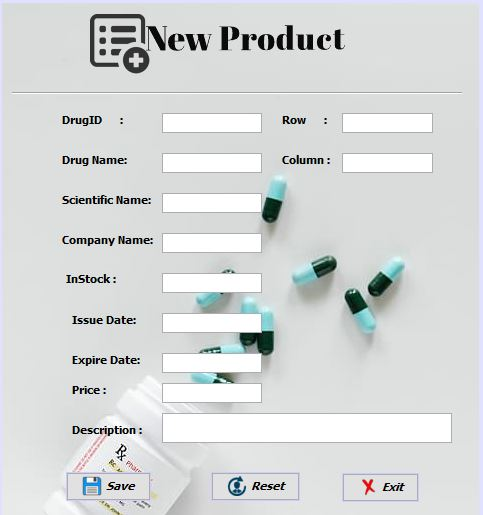 New Product
DrugID :
Row :
Drug Name:
Column :
Scientific Name:
Company Name:
InStock :
Issue Date:
Expire Date:
Price :
Description :
Rx
Save
Reset
Exit